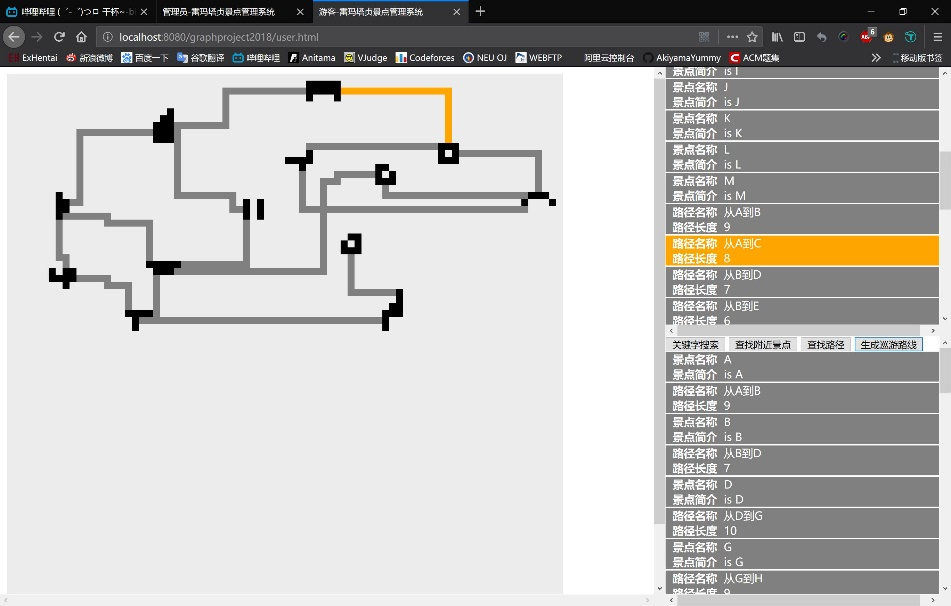 哔哩哔哩 ( ゜- ゜)つロ 干杯~-bi
管理员-雷玛塔贞景点管理系统
游客-雷玛塔贞景点管理系统
localhost:8080/graphproject2018/user.html
ExHentai 新浪微博 百度一下 谷歌翻译 哔哩哔哩 Anitama VJudge Codeforces NEU OJ WEBFTP 阿里云控制台 AkiyamaYummy ACM题集 移动版书签
景点简介 is I
景点名称 J
景点简介 is J
景点名称 K
景点简介 is K
景点名称 L
景点简介 is L
景点名称 M
景点简介 is M
路径名称 从A到B
路径长度 9
路径名称 从A到C
路径长度 8
路径名称 从B到D
路径长度 7
路径名称 从B到E
路径长度 6
关键字搜索 查找附近景点 查找路径 生成巡游路线
景点名称 A
景点简介 is A
路径名称 从A到B
路径长度 9
景点名称 B
景点简介 is B
路径名称 从B到D
路径长度 7
景点名称 D
景点简介 is D
路径名称 从D到G
路径长度 10
景点名称 G
景点简介 is G
路径名称 从G到H
路径长度 9